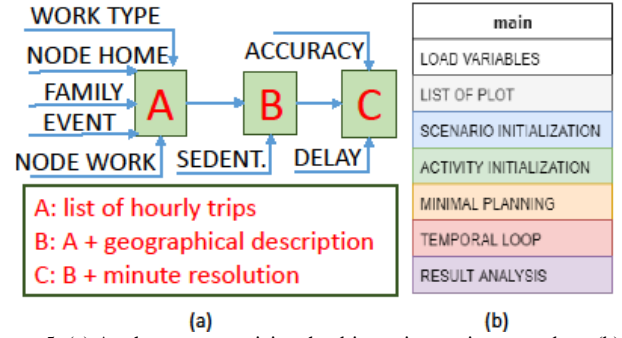 WORK TYPE
NODE HOME
FAMILY
EVENT
NODE WORK
A
SEDENT.
B
ACCURACY
DELAY
C
A: list of hourly trips
B: A + geographical description
C: B + minute resolution
(a)
main
LOAD VARIABLES
LIST OF PLOT
SCENARIO INITIALIZATION
ACTIVITY INITIALIZATION
MINIMAL PLANNING
TEMPORAL LOOP
RESULT ANALYSIS
(b)